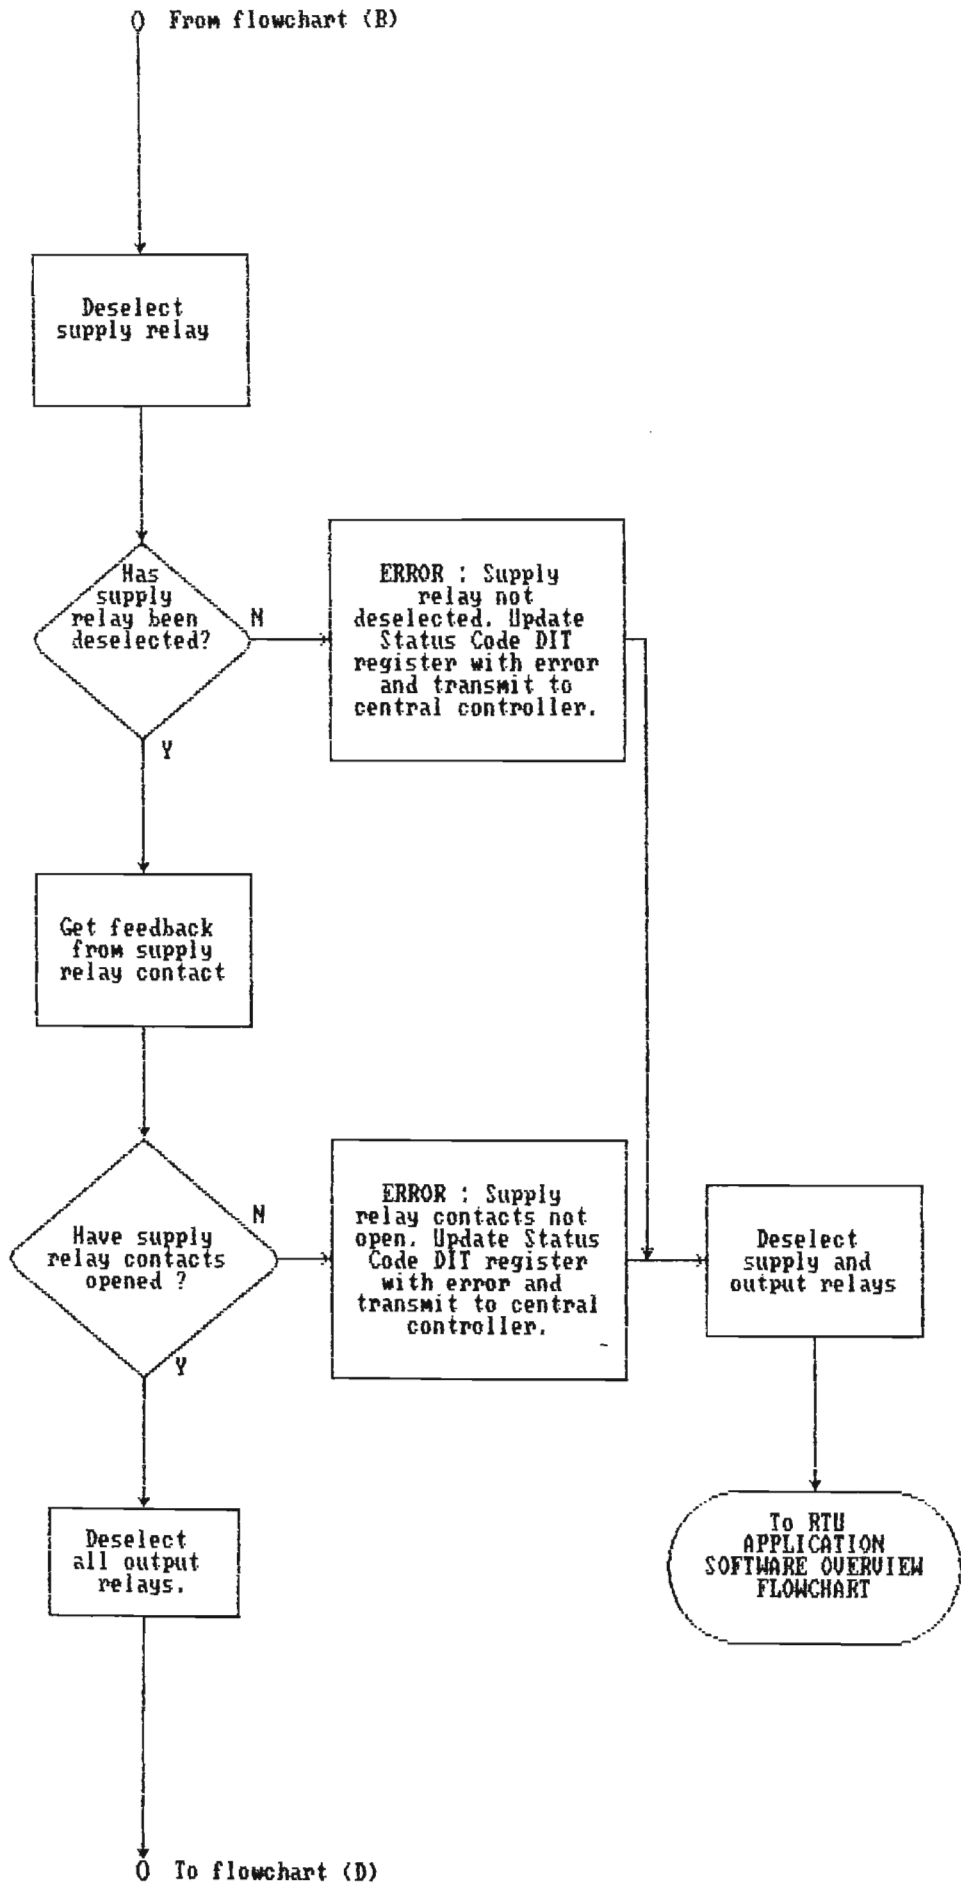 From flowchart (B)
Deselect
supply relay
Has
supply
relay been
deselected?
N
ERROR : Supply
relay not
deselected. Update
Status Code DIT
register with error
and transmit to
central controller.
Y
Get feedback
from supply
relay contact
Have supply
relay contacts
opened ?
N
ERROR : Supply
relay contacts not
open. Update Status
Code DIT register
with error and
transmit to central
controller.
Deselect
supply and
output relays
Y
Deselect
all output
relays.
To RTU
APPLICATION
SOFTWARE OVERVIEW
FLOWCHART
To flowchart (D)